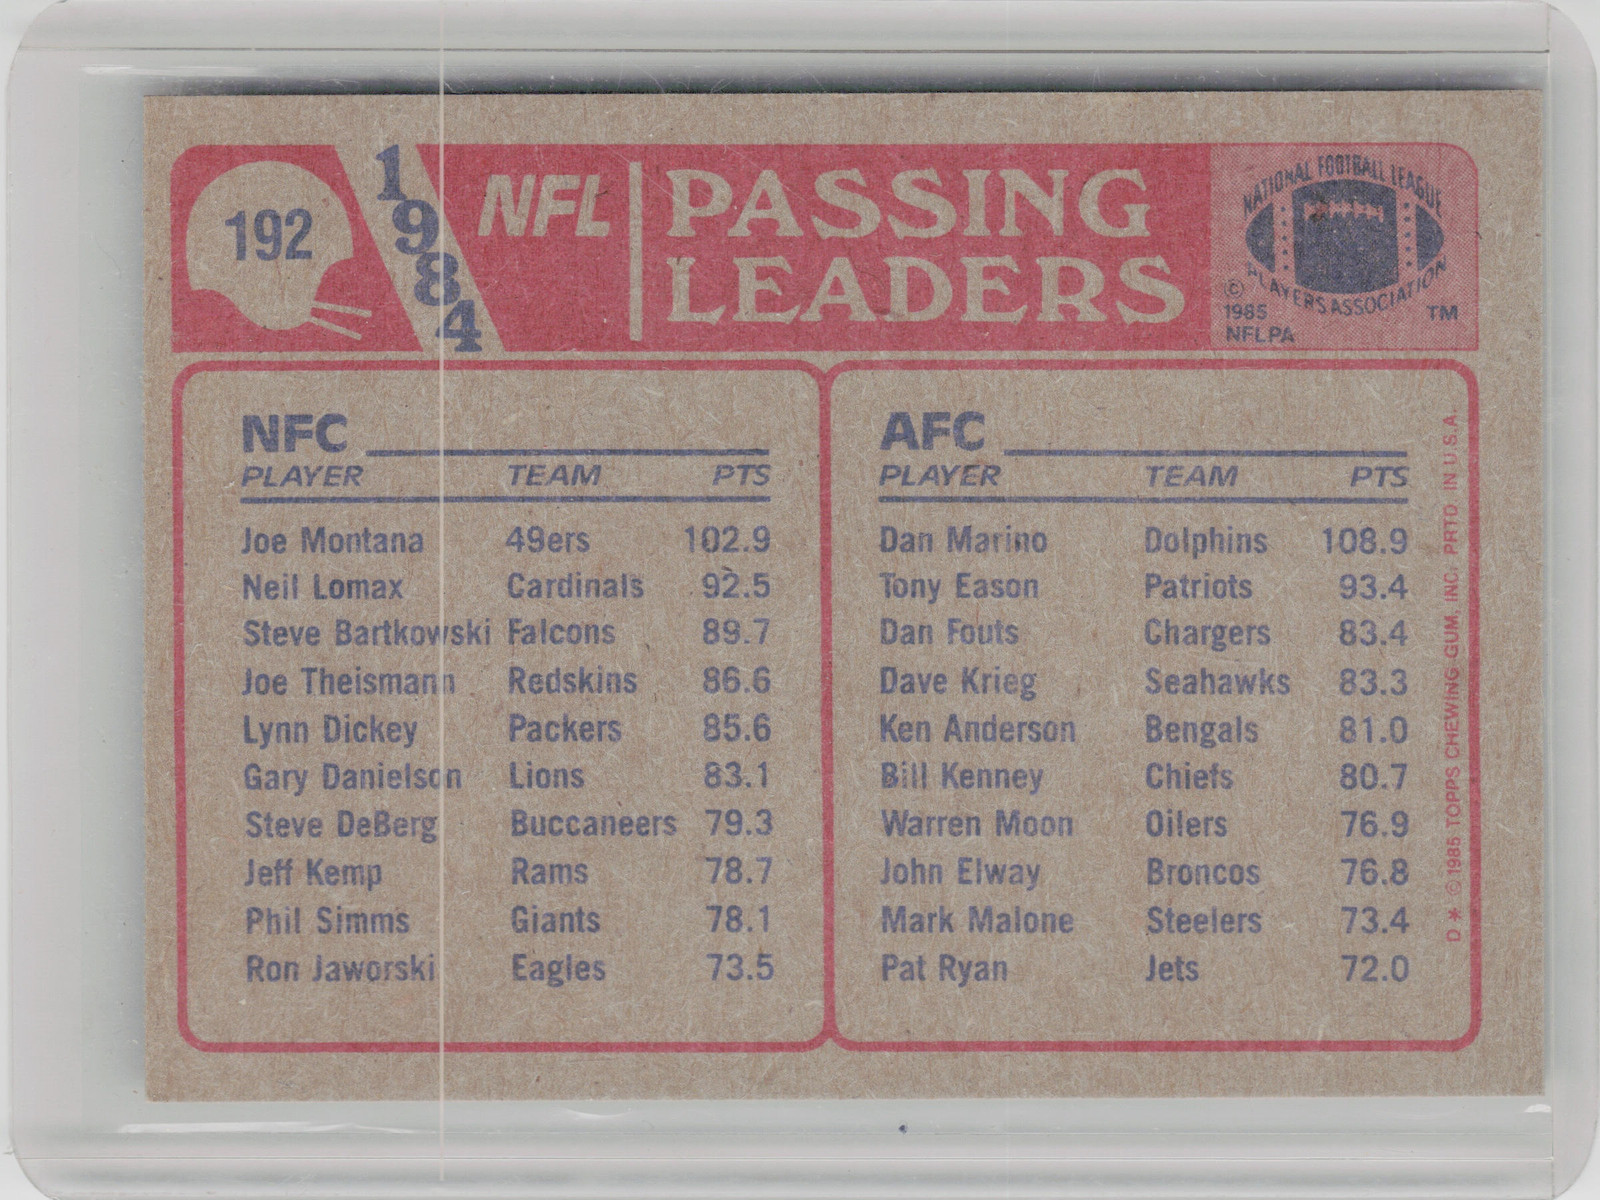 192
1984
NFL
PASSING
LEADERS
NATIONAL FOOTBALL LEAGUE
PLAYERS ASSOCIATION
©
1985
NFLPA
TM
NFC
PLAYER TEAM PTS
Joe Montana 49ers 102.9
Neil Lomax Cardinals 92.5
Steve Bartkowski Falcons 89.7
Joe Theismann Redskins 86.6
Lynn Dickey Packers 85.6
Gary Danielson Lions 83.1
Steve DeBerg Buccaneers 79.3
Jeff Kemp Rams 78.7
Phil Simms Giants 78.1
Ron Jaworski Eagles 73.5
AFC
PLAYER TEAM PTS
Dan Marino Dolphins 108.9
Tony Eason Patriots 93.4
Dan Fouts Chargers 83.4
Dave Krieg Seahawks 83.3
Ken Anderson Bengals 81.0
Bill Kenney Chiefs 80.7
Warren Moon Oilers 76.9
John Elway Broncos 76.8
Mark Malone Steelers 73.4
Pat Ryan Jets 72.0
D * © 1985 TOPPS CHEWING GUM, INC. PRTD IN U.S.A.